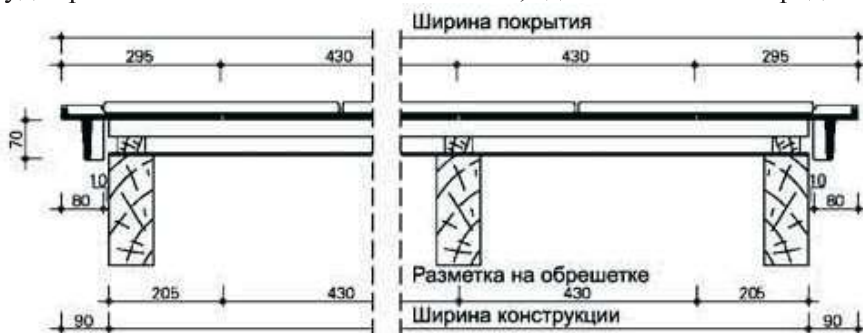 Ширина покрытия
295 430 430 295
70
10 10
80 80
Разметка на обрешетке
205 430 430 205
Ширина конструкции
90 90